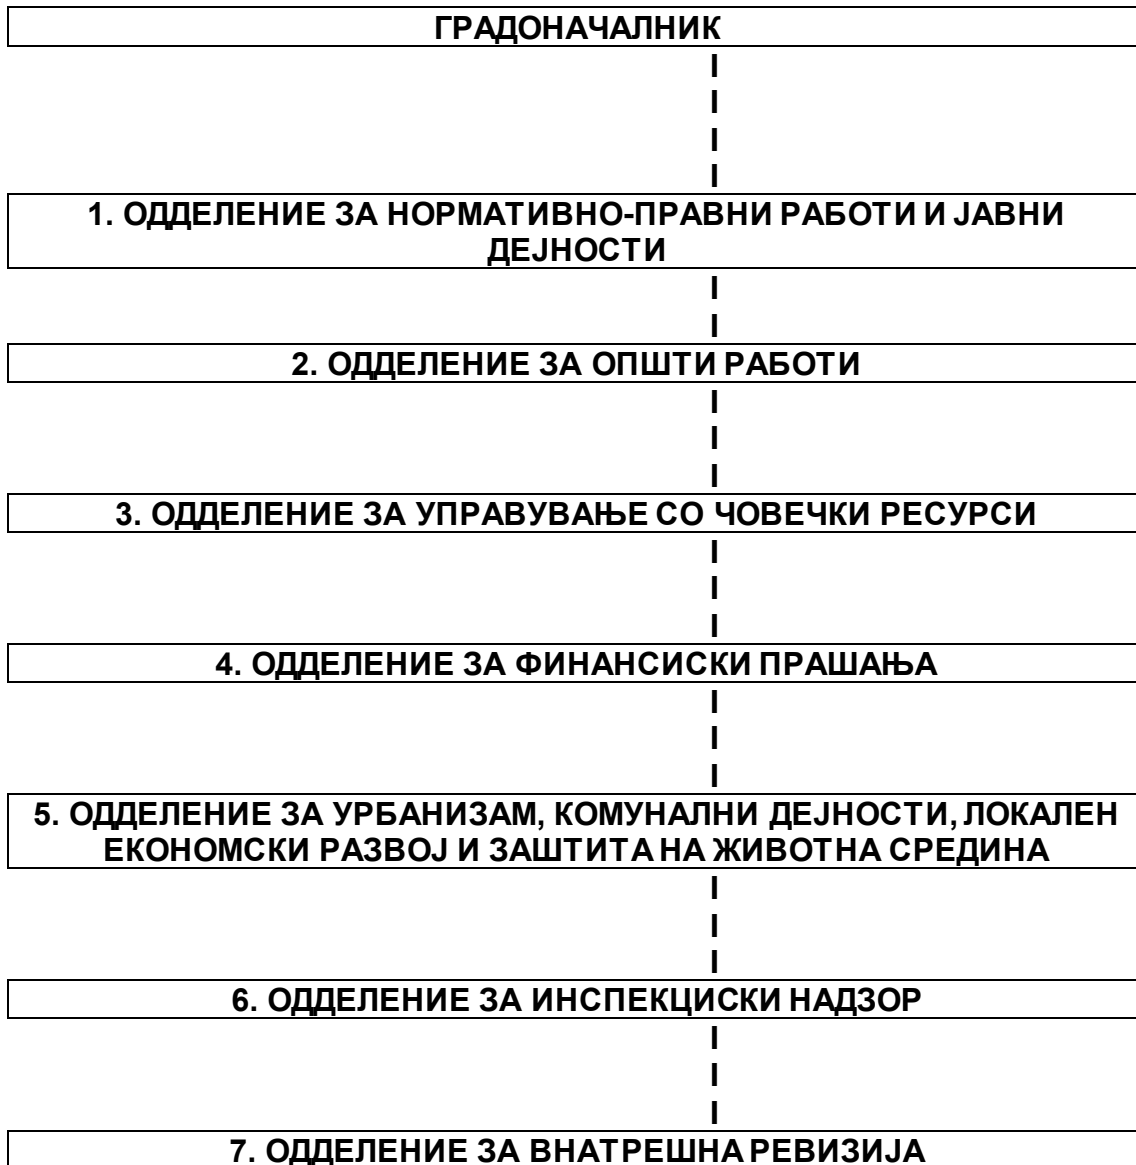 ГРАДОНАЧАЛНИК
1. ОДДЕЛЕНИЕ ЗА НОРМАТИВНО-ПРАВНИ РАБОТИ И ЈАВНИ
ДЕЈНОСТИ
2. ОДДЕЛЕНИЕ ЗА ОПШТИ РАБОТИ
3. ОДДЕЛЕНИЕ ЗА УПРАВУВАЊЕ СО ЧОВЕЧКИ РЕСУРСИ
4. ОДДЕЛЕНИЕ ЗА ФИНАНСИСКИ ПРАШАЊА
5. ОДДЕЛЕНИЕ ЗА УРБАНИЗАМ, КОМУНАЛНИ ДЕЈНОСТИ, ЛОКАЛЕН
ЕКОНОМСКИ РАЗВОЈ И ЗАШТИТА НА ЖИВОТНА СРЕДИНА
6. ОДДЕЛЕНИЕ ЗА ИНСПЕКЦИСКИ НАДЗОР
7. ОДДЕЛЕНИЕ ЗА ВНАТРЕШНА РЕВИЗИЈА